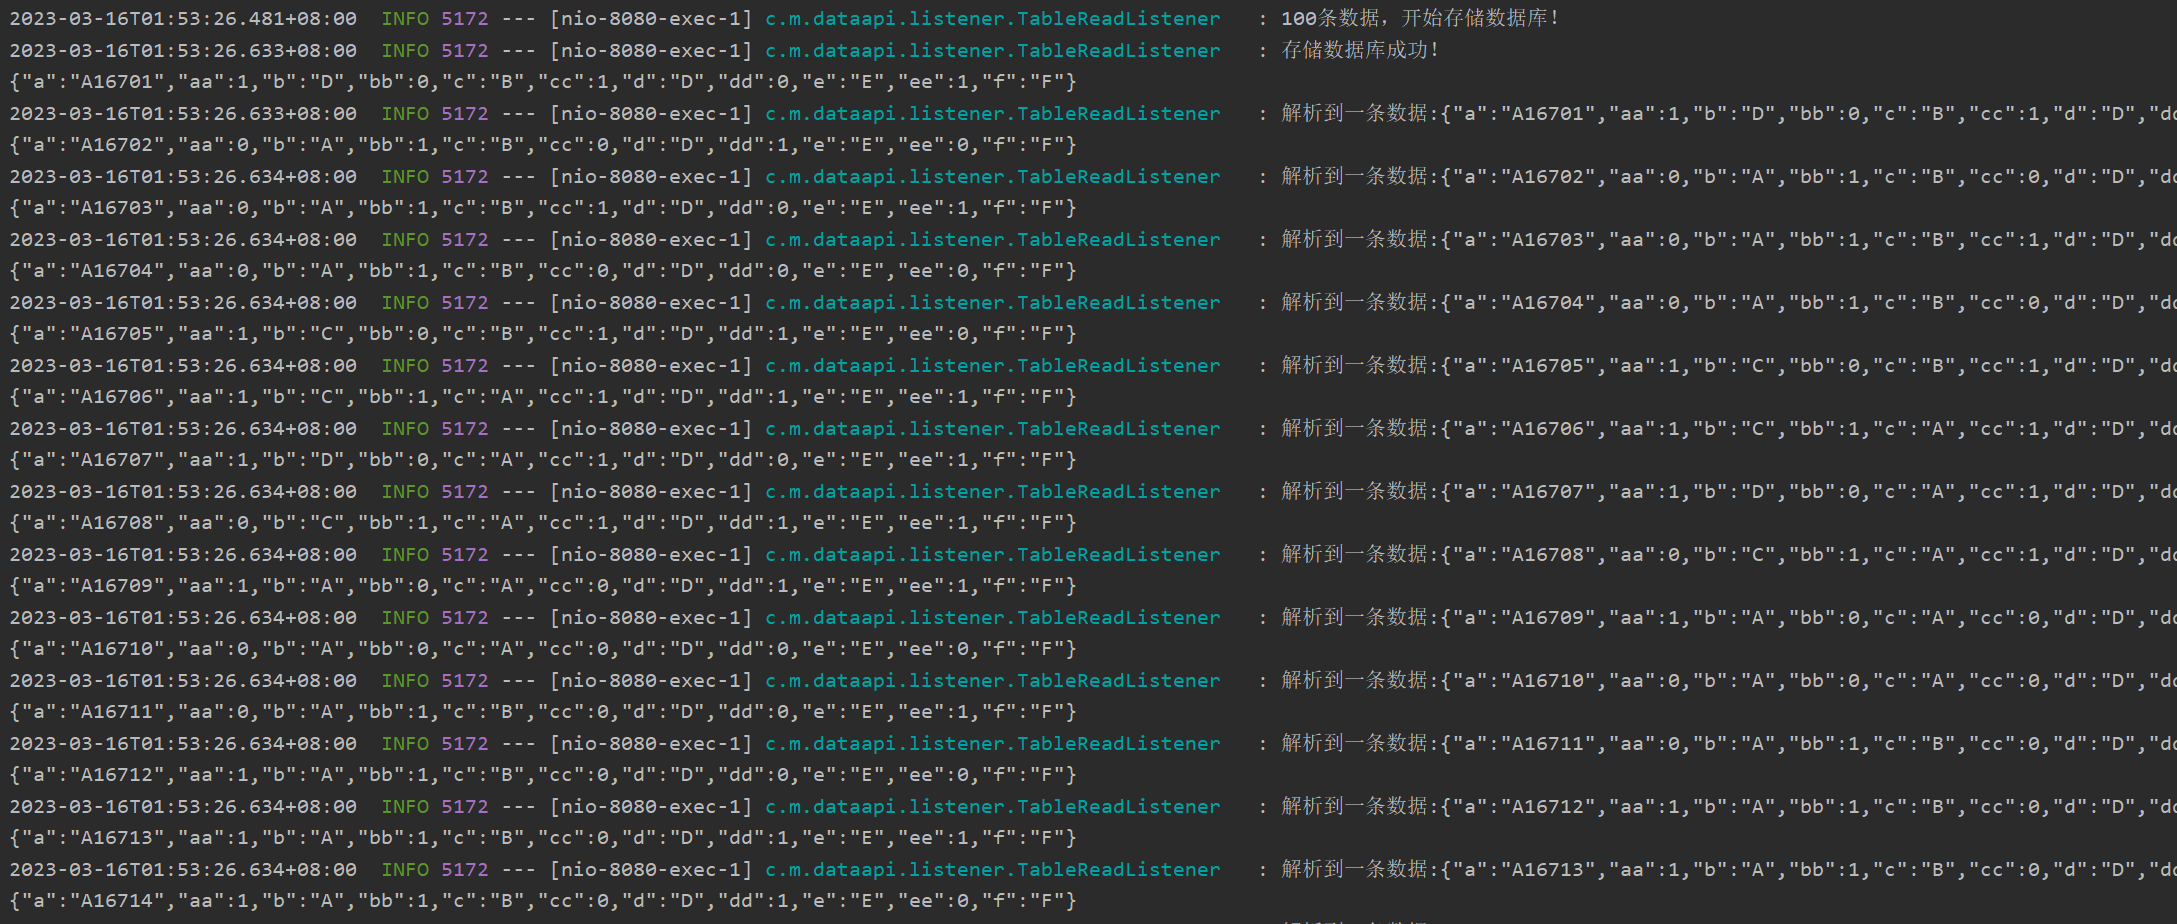 2023-03-16T01:53:26.481+08:00  INFO 5172 --- [nio-8080-exec-1] c.m.dataapi.listener.TableReadListener   : 100条数据，开始存储数据库！
2023-03-16T01:53:26.633+08:00  INFO 5172 --- [nio-8080-exec-1] c.m.dataapi.listener.TableReadListener   : 存储数据库成功！
{"a":"A16701","aa":1,"b":"D","bb":0,"c":"B","cc":1,"d":"D","dd":0,"e":"E","ee":1,"f":"F"}
2023-03-16T01:53:26.633+08:00  INFO 5172 --- [nio-8080-exec-1] c.m.dataapi.listener.TableReadListener   : 解析到一条数据:{"a":"A16701","aa":1,"b":"D","bb":0,"c":"B","cc":1,"d":"D","dd
{"a":"A16702","aa":0,"b":"A","bb":1,"c":"B","cc":0,"d":"D","dd":1,"e":"E","ee":0,"f":"F"}
2023-03-16T01:53:26.634+08:00  INFO 5172 --- [nio-8080-exec-1] c.m.dataapi.listener.TableReadListener   : 解析到一条数据:{"a":"A16702","aa":0,"b":"A","bb":1,"c":"B","cc":0,"d":"D","dd
{"a":"A16703","aa":0,"b":"A","bb":1,"c":"B","cc":1,"d":"D","dd":0,"e":"E","ee":1,"f":"F"}
2023-03-16T01:53:26.634+08:00  INFO 5172 --- [nio-8080-exec-1] c.m.dataapi.listener.TableReadListener   : 解析到一条数据:{"a":"A16703","aa":0,"b":"A","bb":1,"c":"B","cc":1,"d":"D","dd
{"a":"A16704","aa":0,"b":"A","bb":1,"c":"B","cc":0,"d":"D","dd":0,"e":"E","ee":0,"f":"F"}
2023-03-16T01:53:26.634+08:00  INFO 5172 --- [nio-8080-exec-1] c.m.dataapi.listener.TableReadListener   : 解析到一条数据:{"a":"A16704","aa":0,"b":"A","bb":1,"c":"B","cc":0,"d":"D","dd
{"a":"A16705","aa":1,"b":"C","bb":0,"c":"B","cc":1,"d":"D","dd":1,"e":"E","ee":0,"f":"F"}
2023-03-16T01:53:26.634+08:00  INFO 5172 --- [nio-8080-exec-1] c.m.dataapi.listener.TableReadListener   : 解析到一条数据:{"a":"A16705","aa":1,"b":"C","bb":0,"c":"B","cc":1,"d":"D","dd
{"a":"A16706","aa":1,"b":"C","bb":1,"c":"A","cc":1,"d":"D","dd":1,"e":"E","ee":1,"f":"F"}
2023-03-16T01:53:26.634+08:00  INFO 5172 --- [nio-8080-exec-1] c.m.dataapi.listener.TableReadListener   : 解析到一条数据:{"a":"A16706","aa":1,"b":"C","bb":1,"c":"A","cc":1,"d":"D","dd
{"a":"A16707","aa":1,"b":"D","bb":0,"c":"A","cc":1,"d":"D","dd":0,"e":"E","ee":1,"f":"F"}
2023-03-16T01:53:26.634+08:00  INFO 5172 --- [nio-8080-exec-1] c.m.dataapi.listener.TableReadListener   : 解析到一条数据:{"a":"A16707","aa":1,"b":"D","bb":0,"c":"A","cc":1,"d":"D","dd
{"a":"A16708","aa":0,"b":"C","bb":1,"c":"A","cc":1,"d":"D","dd":1,"e":"E","ee":1,"f":"F"}
2023-03-16T01:53:26.634+08:00  INFO 5172 --- [nio-8080-exec-1] c.m.dataapi.listener.TableReadListener   : 解析到一条数据:{"a":"A16708","aa":0,"b":"C","bb":1,"c":"A","cc":1,"d":"D","dd
{"a":"A16709","aa":1,"b":"A","bb":0,"c":"A","cc":0,"d":"D","dd":1,"e":"E","ee":1,"f":"F"}
2023-03-16T01:53:26.634+08:00  INFO 5172 --- [nio-8080-exec-1] c.m.dataapi.listener.TableReadListener   : 解析到一条数据:{"a":"A16709","aa":1,"b":"A","bb":0,"c":"A","cc":0,"d":"D","dd
{"a":"A16710","aa":0,"b":"A","bb":0,"c":"A","cc":0,"d":"D","dd":0,"e":"E","ee":0,"f":"F"}
2023-03-16T01:53:26.634+08:00  INFO 5172 --- [nio-8080-exec-1] c.m.dataapi.listener.TableReadListener   : 解析到一条数据:{"a":"A16710","aa":0,"b":"A","bb":0,"c":"A","cc":0,"d":"D","dd
{"a":"A16711","aa":0,"b":"A","bb":1,"c":"B","cc":0,"d":"D","dd":0,"e":"E","ee":1,"f":"F"}
2023-03-16T01:53:26.634+08:00  INFO 5172 --- [nio-8080-exec-1] c.m.dataapi.listener.TableReadListener   : 解析到一条数据:{"a":"A16711","aa":0,"b":"A","bb":1,"c":"B","cc":0,"d":"D","dd
{"a":"A16712","aa":1,"b":"A","bb":1,"c":"B","cc":0,"d":"D","dd":0,"e":"E","ee":0,"f":"F"}
2023-03-16T01:53:26.634+08:00  INFO 5172 --- [nio-8080-exec-1] c.m.dataapi.listener.TableReadListener   : 解析到一条数据:{"a":"A16712","aa":1,"b":"A","bb":1,"c":"B","cc":0,"d":"D","dd
{"a":"A16713","aa":1,"b":"A","bb":1,"c":"B","cc":0,"d":"D","dd":1,"e":"E","ee":1,"f":"F"}
2023-03-16T01:53:26.634+08:00  INFO 5172 --- [nio-8080-exec-1] c.m.dataapi.listener.TableReadListener   : 解析到一条数据:{"a":"A16713","aa":1,"b":"A","bb":1,"c":"B","cc":0,"d":"D","dd
{"a":"A16714","aa":1,"b":"A","bb":1,"c":"B","cc":0,"d":"D","dd":1,"e":"E","ee":0,"f":"F"}